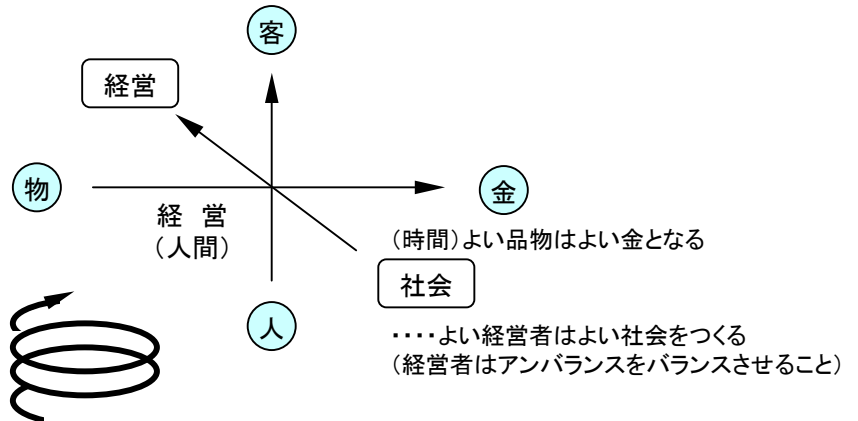 客
経営
物
金
経 営
（人間）
（時間）よい品物はよい金となる
社会
人
・・・・よい経営者はよい社会をつくる
（経営者はアンバランスをバランスさせること）